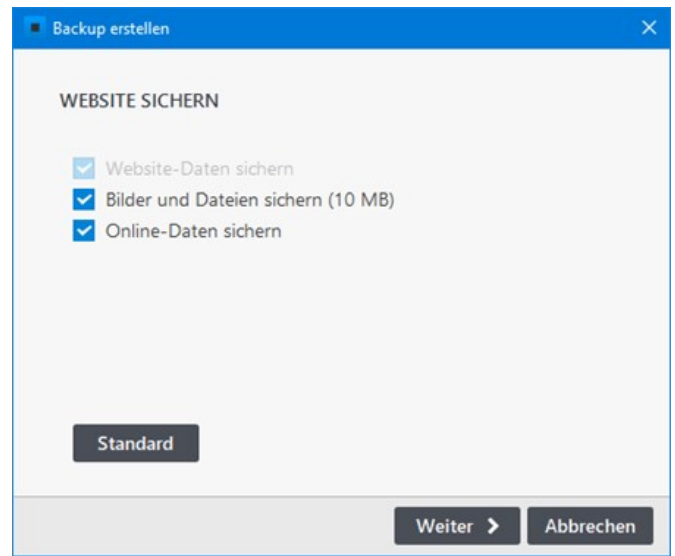 Backup erstellen
WEBSITE SICHERN
Website-Daten sichern
Bilder und Dateien sichern (10 MB)
Online-Daten sichern
Standard
Weiter
Abbrechen